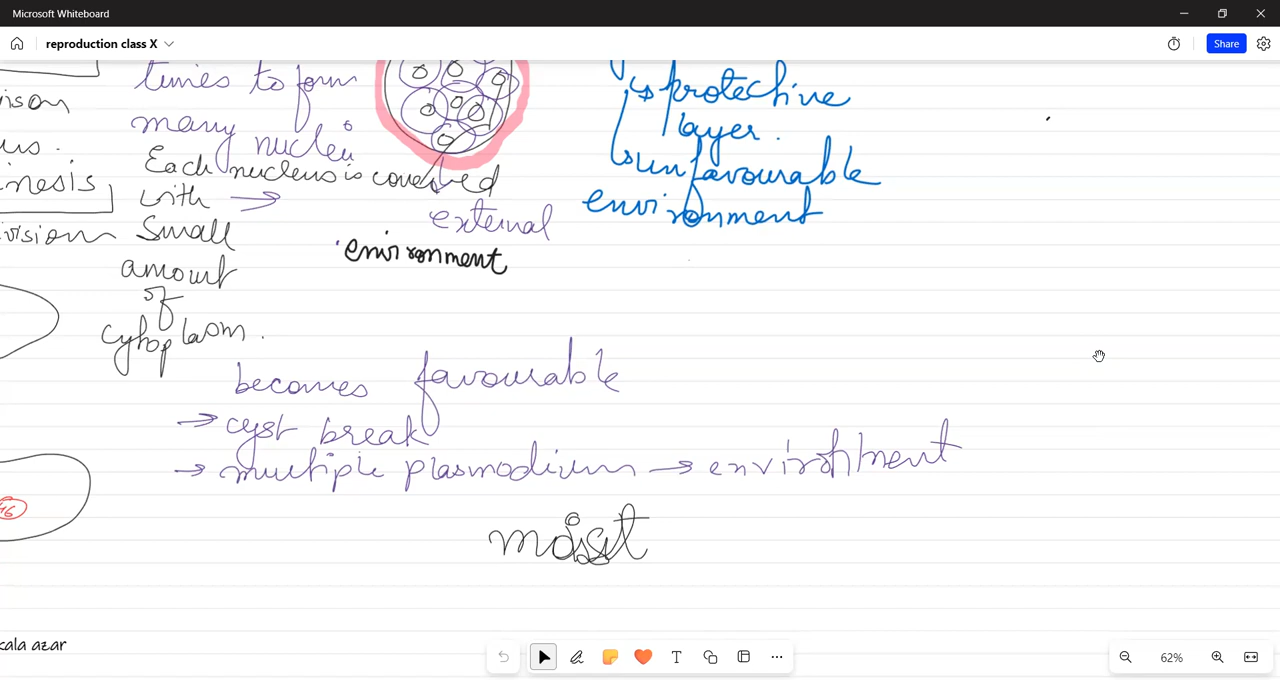 Microsoft Whiteboard
reproduction class X
Share
times to form
many nuclei
Each nucleus is covered
with →
small
amount
of
cytoplasm.
external
environment
↳ protective
layer.
↳ unfavourable
environment
becomes favourable
→ cyst break
→ multiple plasmodium → environment
moist
kala azar
46
T
62%